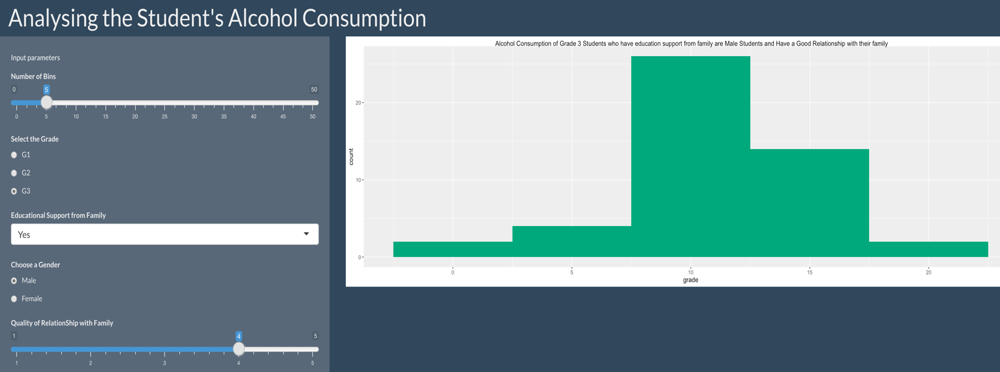 Analysing the Student's Alcohol Consumption
Input parameters
Number of Bins
0 5 50
0 5 10 15 20 25 30 35 40 45 50
Select the Grade
G1
G2
G3
Educational Support from Family
Yes
Choose a Gender
Male
Female
Quality of RelationShip with Family
1 4 5
1 2 3 4 5
Alcohol Consumption of Grade 3 Students who have education support from family are Male Students and Have a Good Relationship with their family
count
20
10
0
0 5 10 15 20
grade